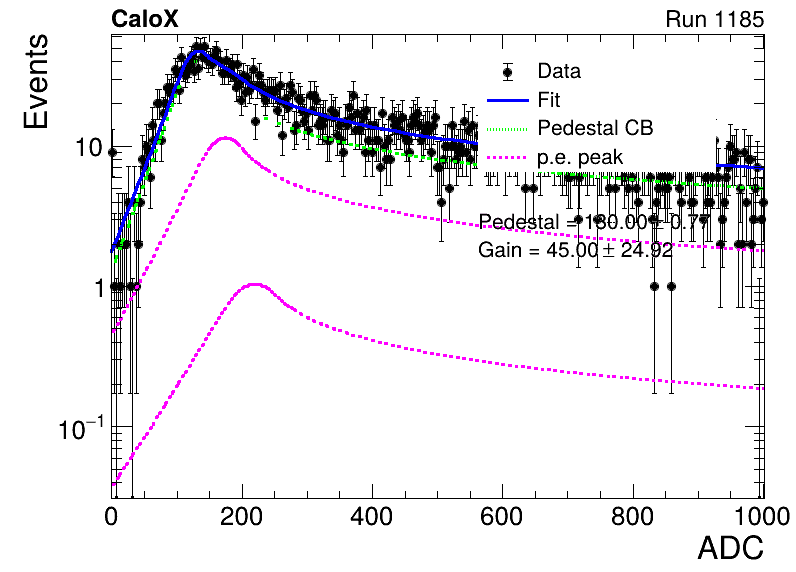 CaloX Run 1185
Events
Data
Fit
Pedestal CB
p.e. peak
Pedestal = 130.00 ± 0.77
Gain = 45.00 ± 24.92
10
1
10⁻¹
0 200 400 600 800 1000
ADC